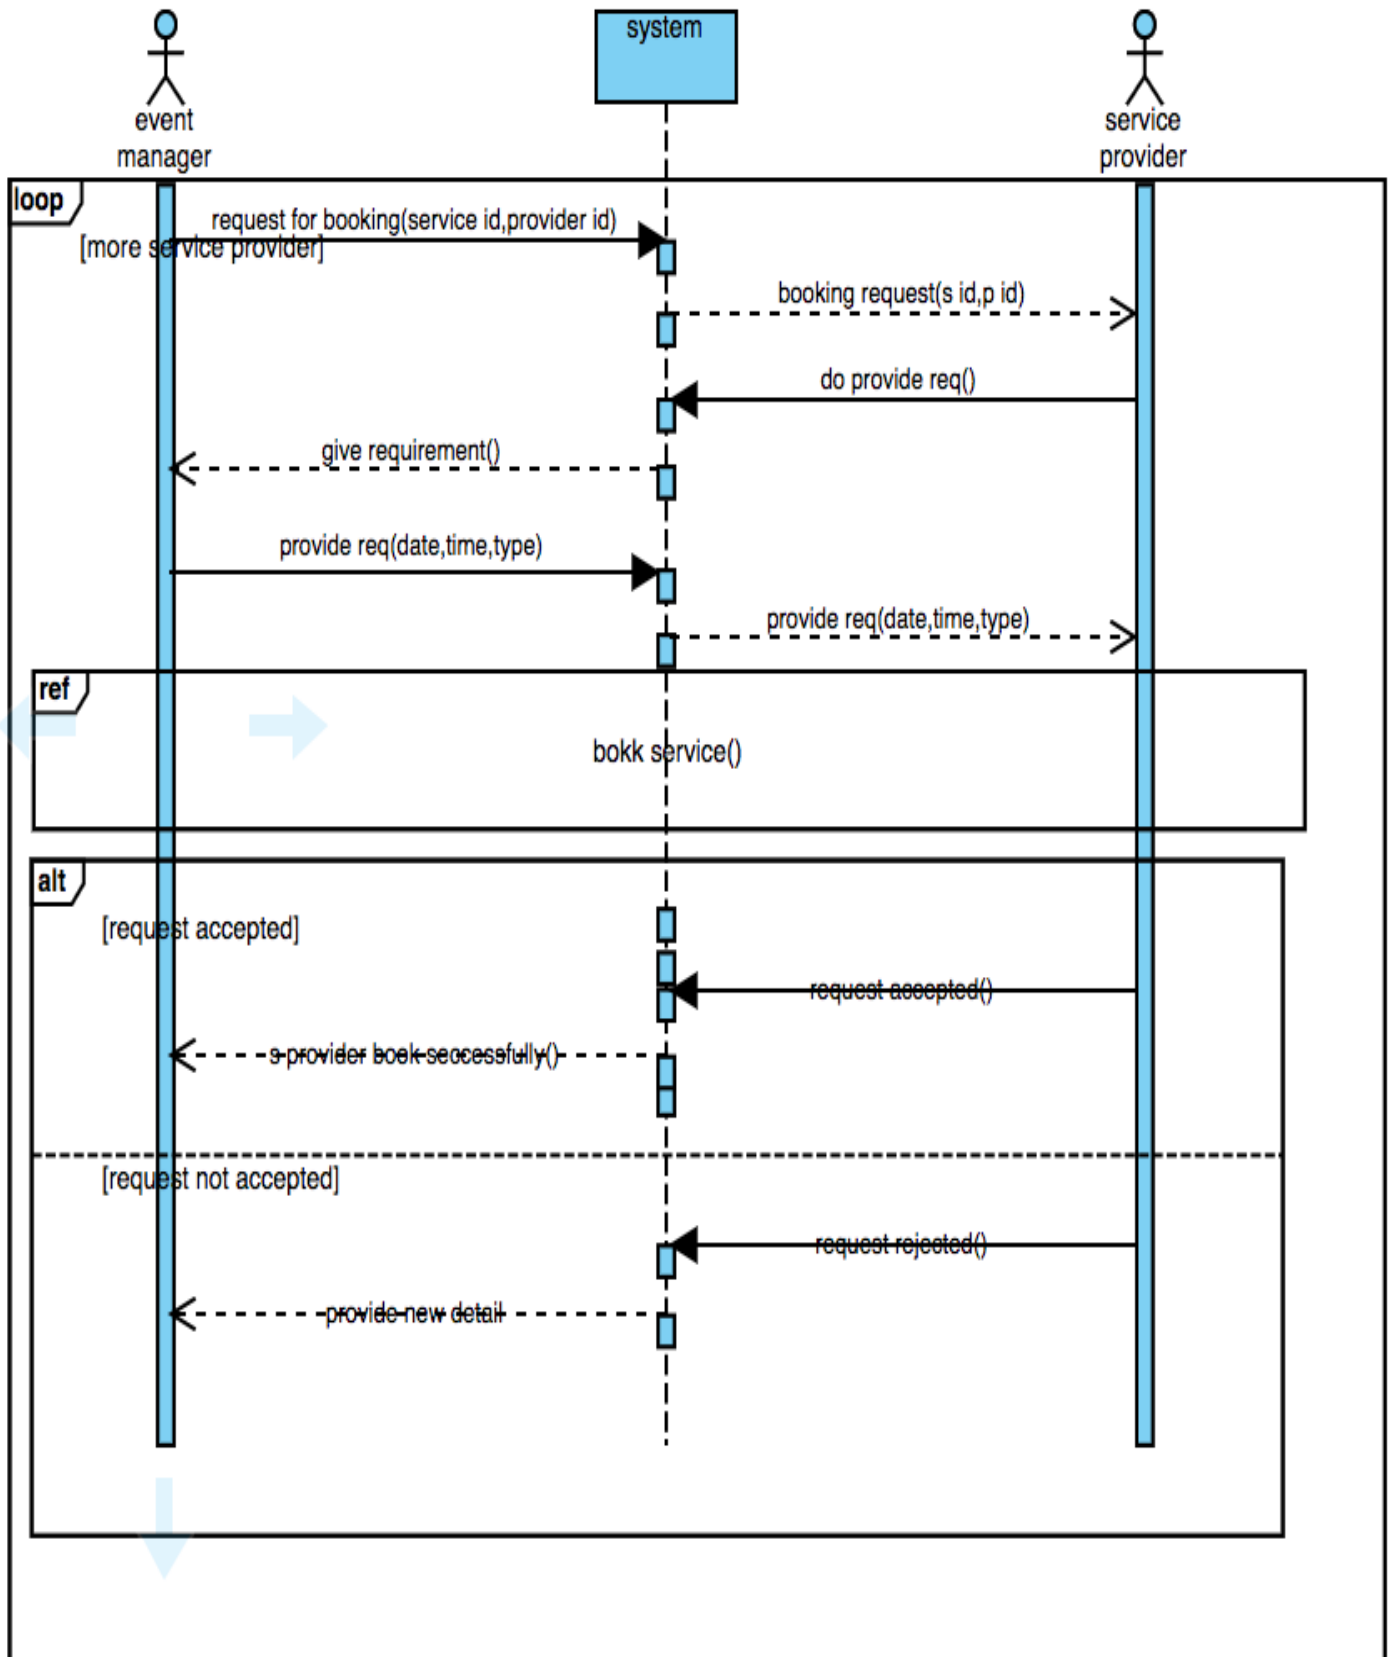 system
event
manager
service
provider
loop
request for booking(service id,provider id)
[more service provider]
booking request(s id,p id)
do provide req()
give requirement()
provide req(date,time,type)
provide req(date,time,type)
ref
bokk service()
alt
[request accepted]
request accepted()
s provider book seccessfully()
[request not accepted]
request rejected()
provide new detail